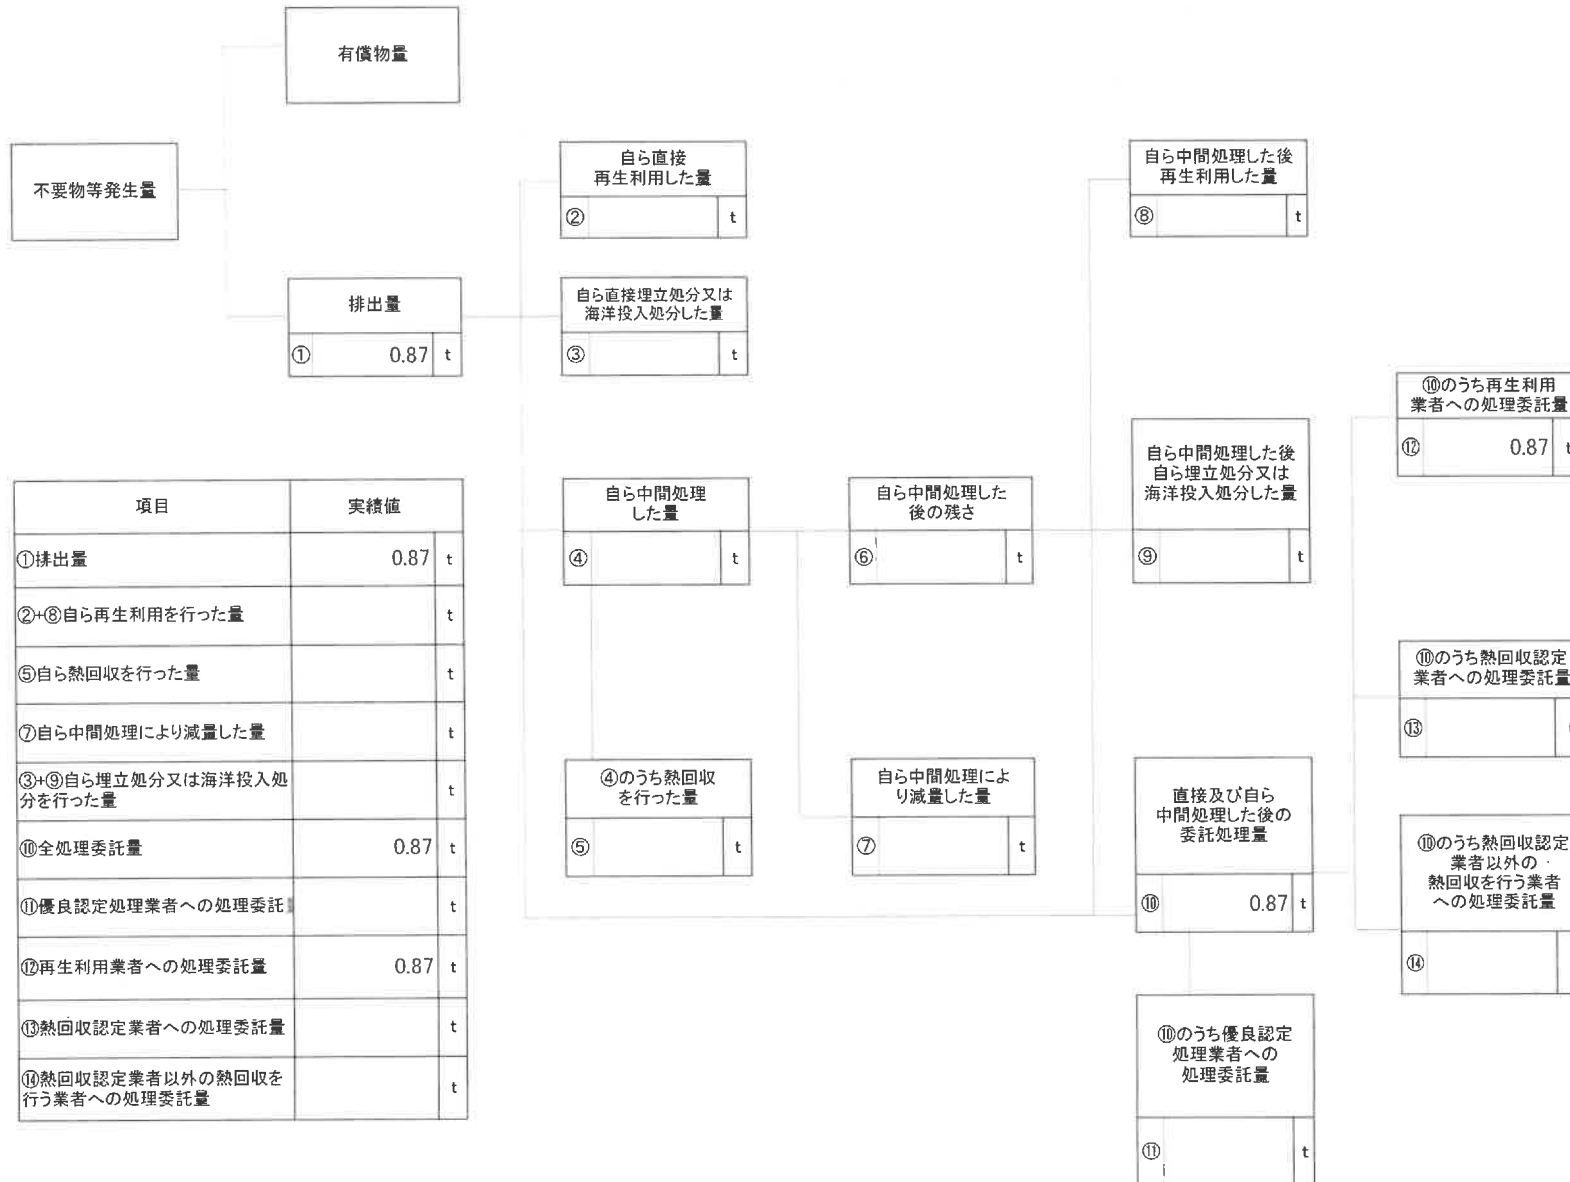 有償物量
不要物等発生量
排出量
① 0.87 t
自ら直接
再生利用した量
② t
自ら直接埋立処分又は
海洋投入処分した量
③ t
自ら中間処理
した量
④ t
④のうち熱回収
を行った量
⑤ t
自ら中間処理した
後の残さ
⑥ t
自ら中間処理によ
り減量した量
⑦ t
自ら中間処理した後
再生利用した量
⑧ t
自ら中間処理した後
自ら埋立処分又は
海洋投入処分した量
⑨ t
直接及び自ら
中間処理した後の
委託処理量
⑩ 0.87 t
⑩のうち優良認定
処理業者への
処理委託量
⑪ t
⑩のうち再生利用
業者への処理委託量
⑫ 0.87 t
⑩のうち熱回収認定
業者への処理委託量
⑬
⑩のうち熱回収認定
業者以外の
熱回収を行う業者
への処理委託量
⑭
項目 実績値
①排出量 0.87 t
②+⑧自ら再生利用を行った量 t
⑤自ら熱回収を行った量 t
⑦自ら中間処理により減量した量 t
③+⑨自ら埋立処分又は海洋投入処
分を行った量 t
⑩全処理委託量 0.87 t
⑪優良認定処理業者への処理委託 t
⑫再生利用業者への処理委託量 0.87 t
⑬熱回収認定業者への処理委託量 t
⑭熱回収認定業者以外の熱回収を
行う業者への処理委託量 t